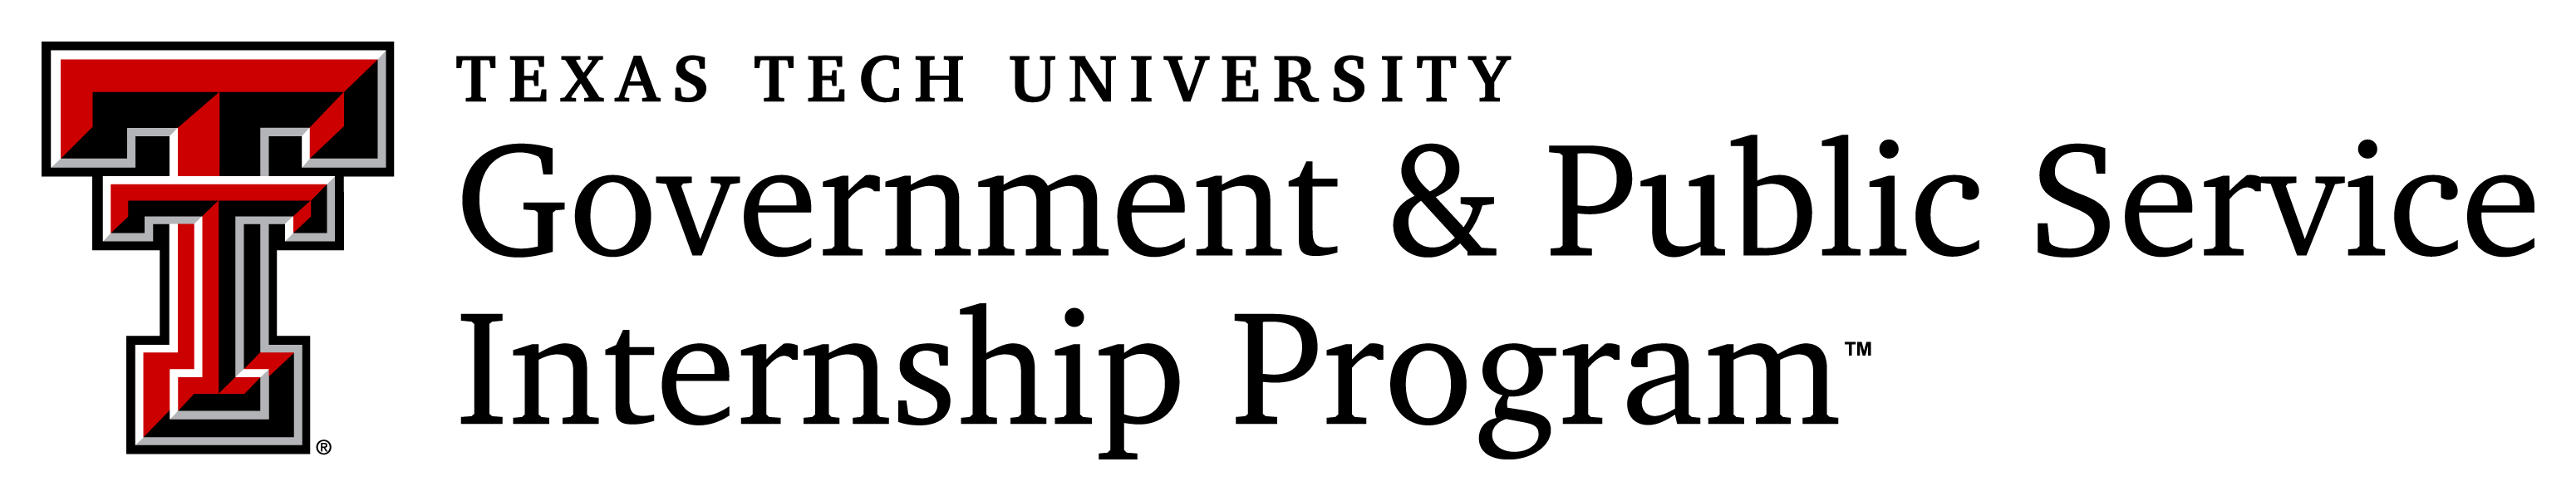 TEXAS TECH UNIVERSITY
Government & Public Service
Internship Program™
®